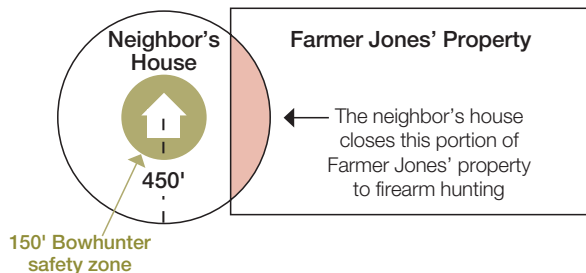 Neighbor's
House
Farmer Jones' Property
The neighbor's house
closes this portion of
Farmer Jones' property
to firearm hunting
450'
150' Bowhunter
safety zone